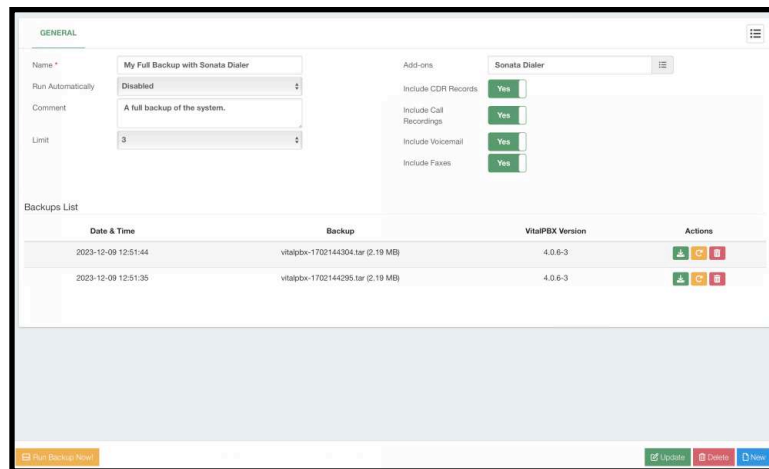 GENERAL
Name * My Full Backup with Sonata Dialer
Add-ons Sonata Dialer
Run Automatically Disabled
Include CDR Records Yes
Comment A full backup of the system.
Include Call Recordings Yes
Limit 3
Include Voicemail Yes
Include Faxes Yes
Backups List
Date & Time Backup VitalPBX Version Actions
2023-12-09 12:51:44 vitalpbx-1702144304.tar (2.19 MB) 4.0.6-3
2023-12-09 12:51:35 vitalpbx-1702144295.tar (2.19 MB) 4.0.6-3
Run Backup Now! Update Delete New